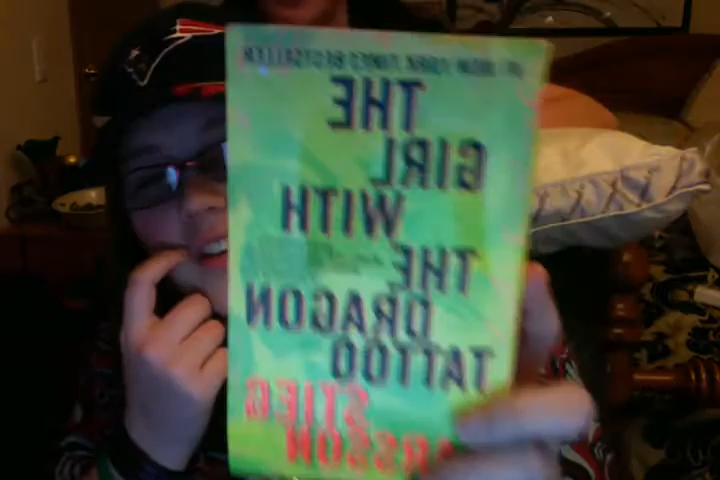 #1 NEW YORK TIMES BESTSELLER
THE
GIRL
WITH
THE
DRAGON
TATTOO
STIEG
LARSSON